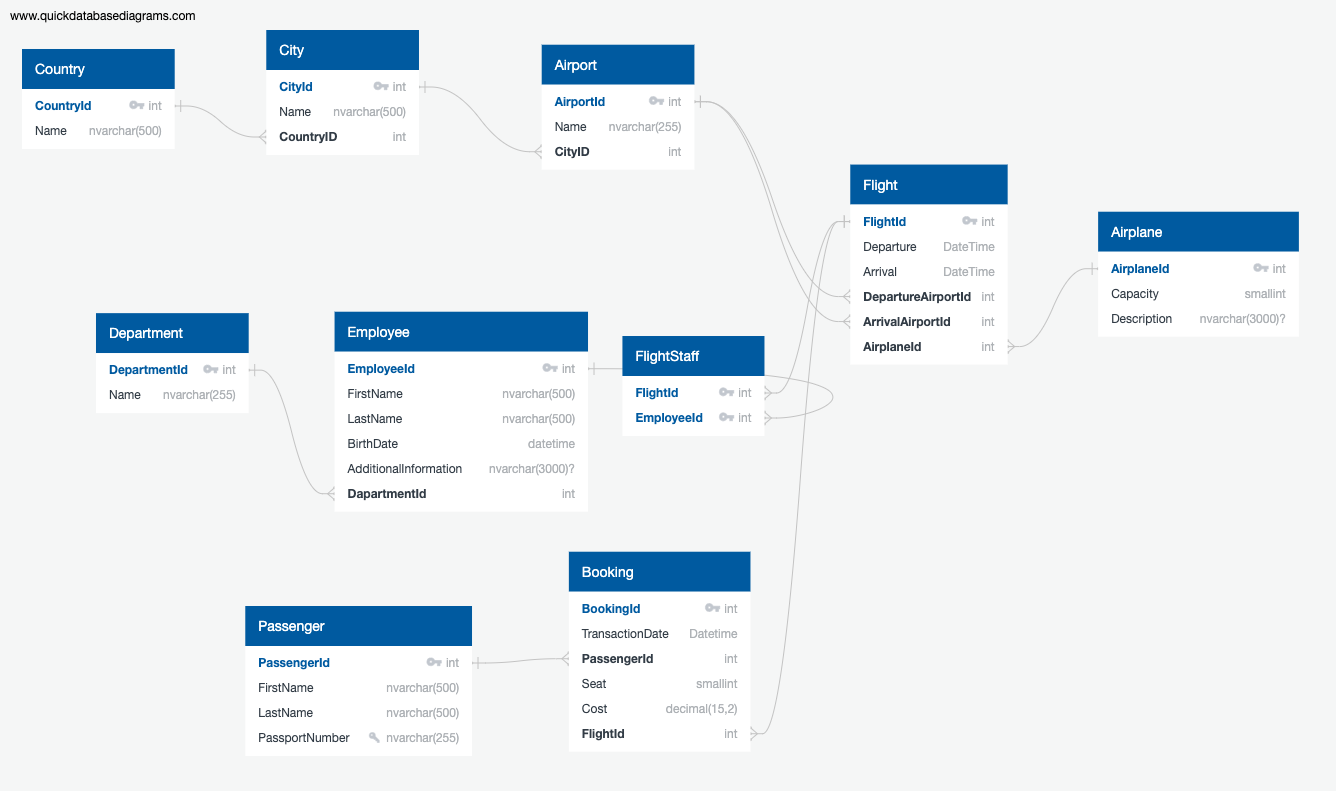 www.quickdatabasediagrams.com
Country
CountryId int
Name nvarchar(500)
City
CityId int
Name nvarchar(500)
CountryID int
Airport
AirportId int
Name nvarchar(255)
CityID int
Flight
FlightId int
Departure DateTime
Arrival DateTime
DepartureAirportId int
ArrivalAirportId int
AirplaneId int
Airplane
AirplaneId int
Capacity smallint
Description nvarchar(3000)?
Department
DepartmentId int
Name nvarchar(255)
Employee
EmployeeId int
FirstName nvarchar(500)
LastName nvarchar(500)
BirthDate datetime
AdditionalInformation nvarchar(3000)?
DapartmentId int
FlightStaff
FlightId int
EmployeeId int
Passenger
PassengerId int
FirstName nvarchar(500)
LastName nvarchar(500)
PassportNumber nvarchar(255)
Booking
BookingId int
TransactionDate Datetime
PassengerId int
Seat smallint
Cost decimal(15,2)
FlightId int